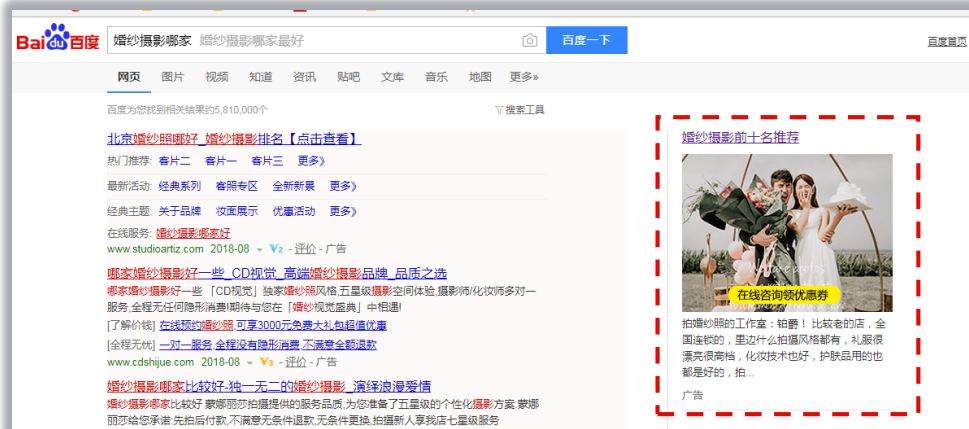 Bai du 百度
婚纱摄影哪家 婚纱摄影哪家最好
百度一下
百度首页
网页 图片 视频 知道 资讯 贴吧 文库 音乐 地图 更多»
百度为您找到相关结果约5,810,000个
搜索工具
北京婚纱照哪好_婚纱摄影排名【点击查看】
热门推荐: 客片二 客片一 客片三 更多》
最新活动: 经典系列 客照专区 全新新景 更多》
经典主题: 关于品牌 妆面展示 优惠活动 更多》
在线服务: 婚纱摄影哪家好
www.studioartiz.com 2018-08 V2 - 评价 - 广告
哪家婚纱摄影好一些_CD视觉_高端婚纱摄影品牌_品质之选
哪家婚纱摄影好一些 「CD视觉」独家婚纱照风格,五星级摄影空间体验,摄影师/化妆师多对一
服务,全程无任何隐形消费!期待与您在「婚纱视觉盛典」中相遇!
[了解价钱] 在线预约婚纱照,可享3000元免费大礼包超值优惠
[全程无忧] 一对一服务,全程没有隐形消费,不满意全额退款
www.cdshijue.com 2018-08 V3 - 评价 - 广告
婚纱摄影哪家比较好-独一无二的婚纱摄影_演绎浪漫爱情
婚纱摄影哪家比较好 蒙娜丽莎拍摄提供的服务品质,为您准备了五星级的个性化摄影方案.蒙娜
丽莎给您承诺:先拍后付款,不满意无条件退款,无条件更换,拍摄新人享我店七星级服务
婚纱摄影前十名推荐
在线咨询领优惠券
拍婚纱照的工作室：铂爵！ 比较老的店，全
国连锁的，里边什么拍摄风格都有，礼服很
漂亮很高档，化妆技术也好，护肤品用的也
都是好的，拍...
广告